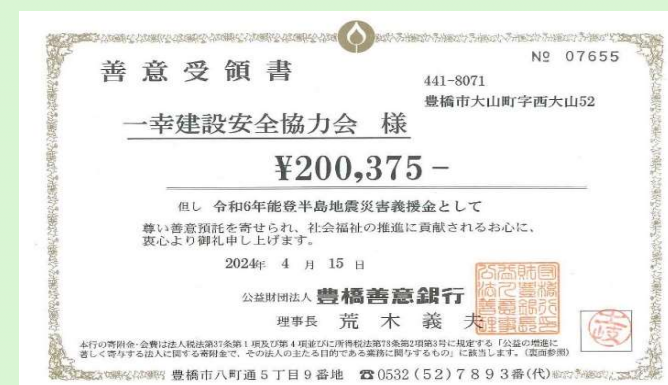 № 07655
善意受領書
441-8071
豊橋市大山町字西大山52
一幸建設安全協力会 様
¥200,375－
但し 令和6年能登半島地震災害義援金として
尊い善意預託を寄せられ、社会福祉の推進に貢献されるお心に、
衷心より御礼申し上げます。
2024年 4 月 15 日
公益財団法人 豊橋善意銀行
理事長 荒木義夫
本行の寄附金・会費は法人税法第37条第1項及び第4項並びに所得税法第78条第2項第3号に規定する「公益の増進に
著しく寄与する法人に関する寄附金で、その法人の主たる目的である業務に関与するもの」に該当します。(裏面参照)
豊橋市八町通5丁目9番地 ☎0532(52)7893番(代)